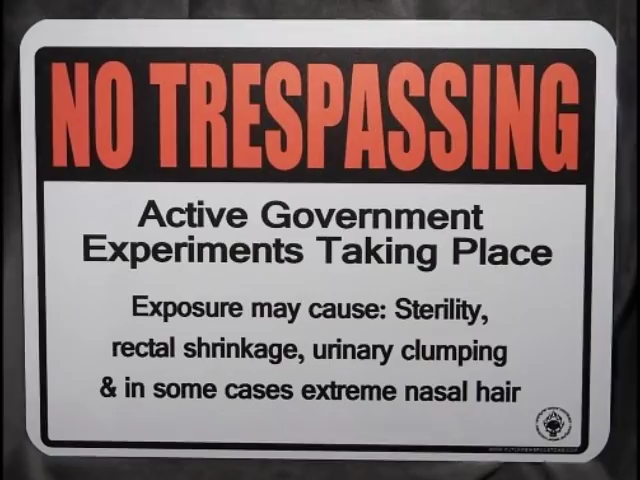 NO TRESPASSING
Active Government
Experiments Taking Place
Exposure may cause: Sterility,
rectal shrinkage, urinary clumping
& in some cases extreme nasal hair